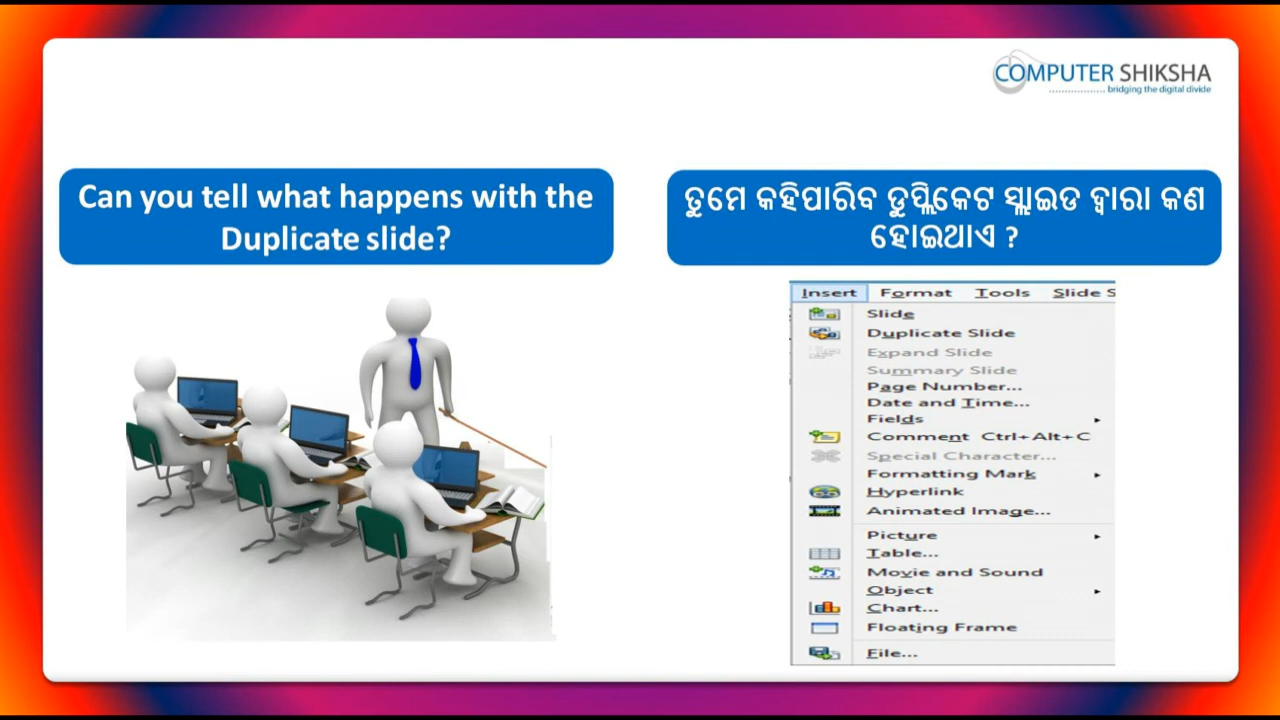 COMPUTER SHIKSHA
bridging the digital divide
Can you tell what happens with the
Duplicate slide?
ତୁମେ କହିପାରିବ ଡୁପ୍ଲିକେଟ ସ୍ଲାଇଡ ଦ୍ଵାରା କଣ
ହୋଇଥାଏ ?
Insert Format Tools Slide S
Slide
Duplicate Slide
Expand Slide
Summary Slide
Page Number...
Date and Time...
Fields
Comment Ctrl+Alt+C
Special Character...
Formatting Mark
Hyperlink
Animated Image...
Picture
Table...
Movie and Sound
Object
Chart...
Floating Frame
File...